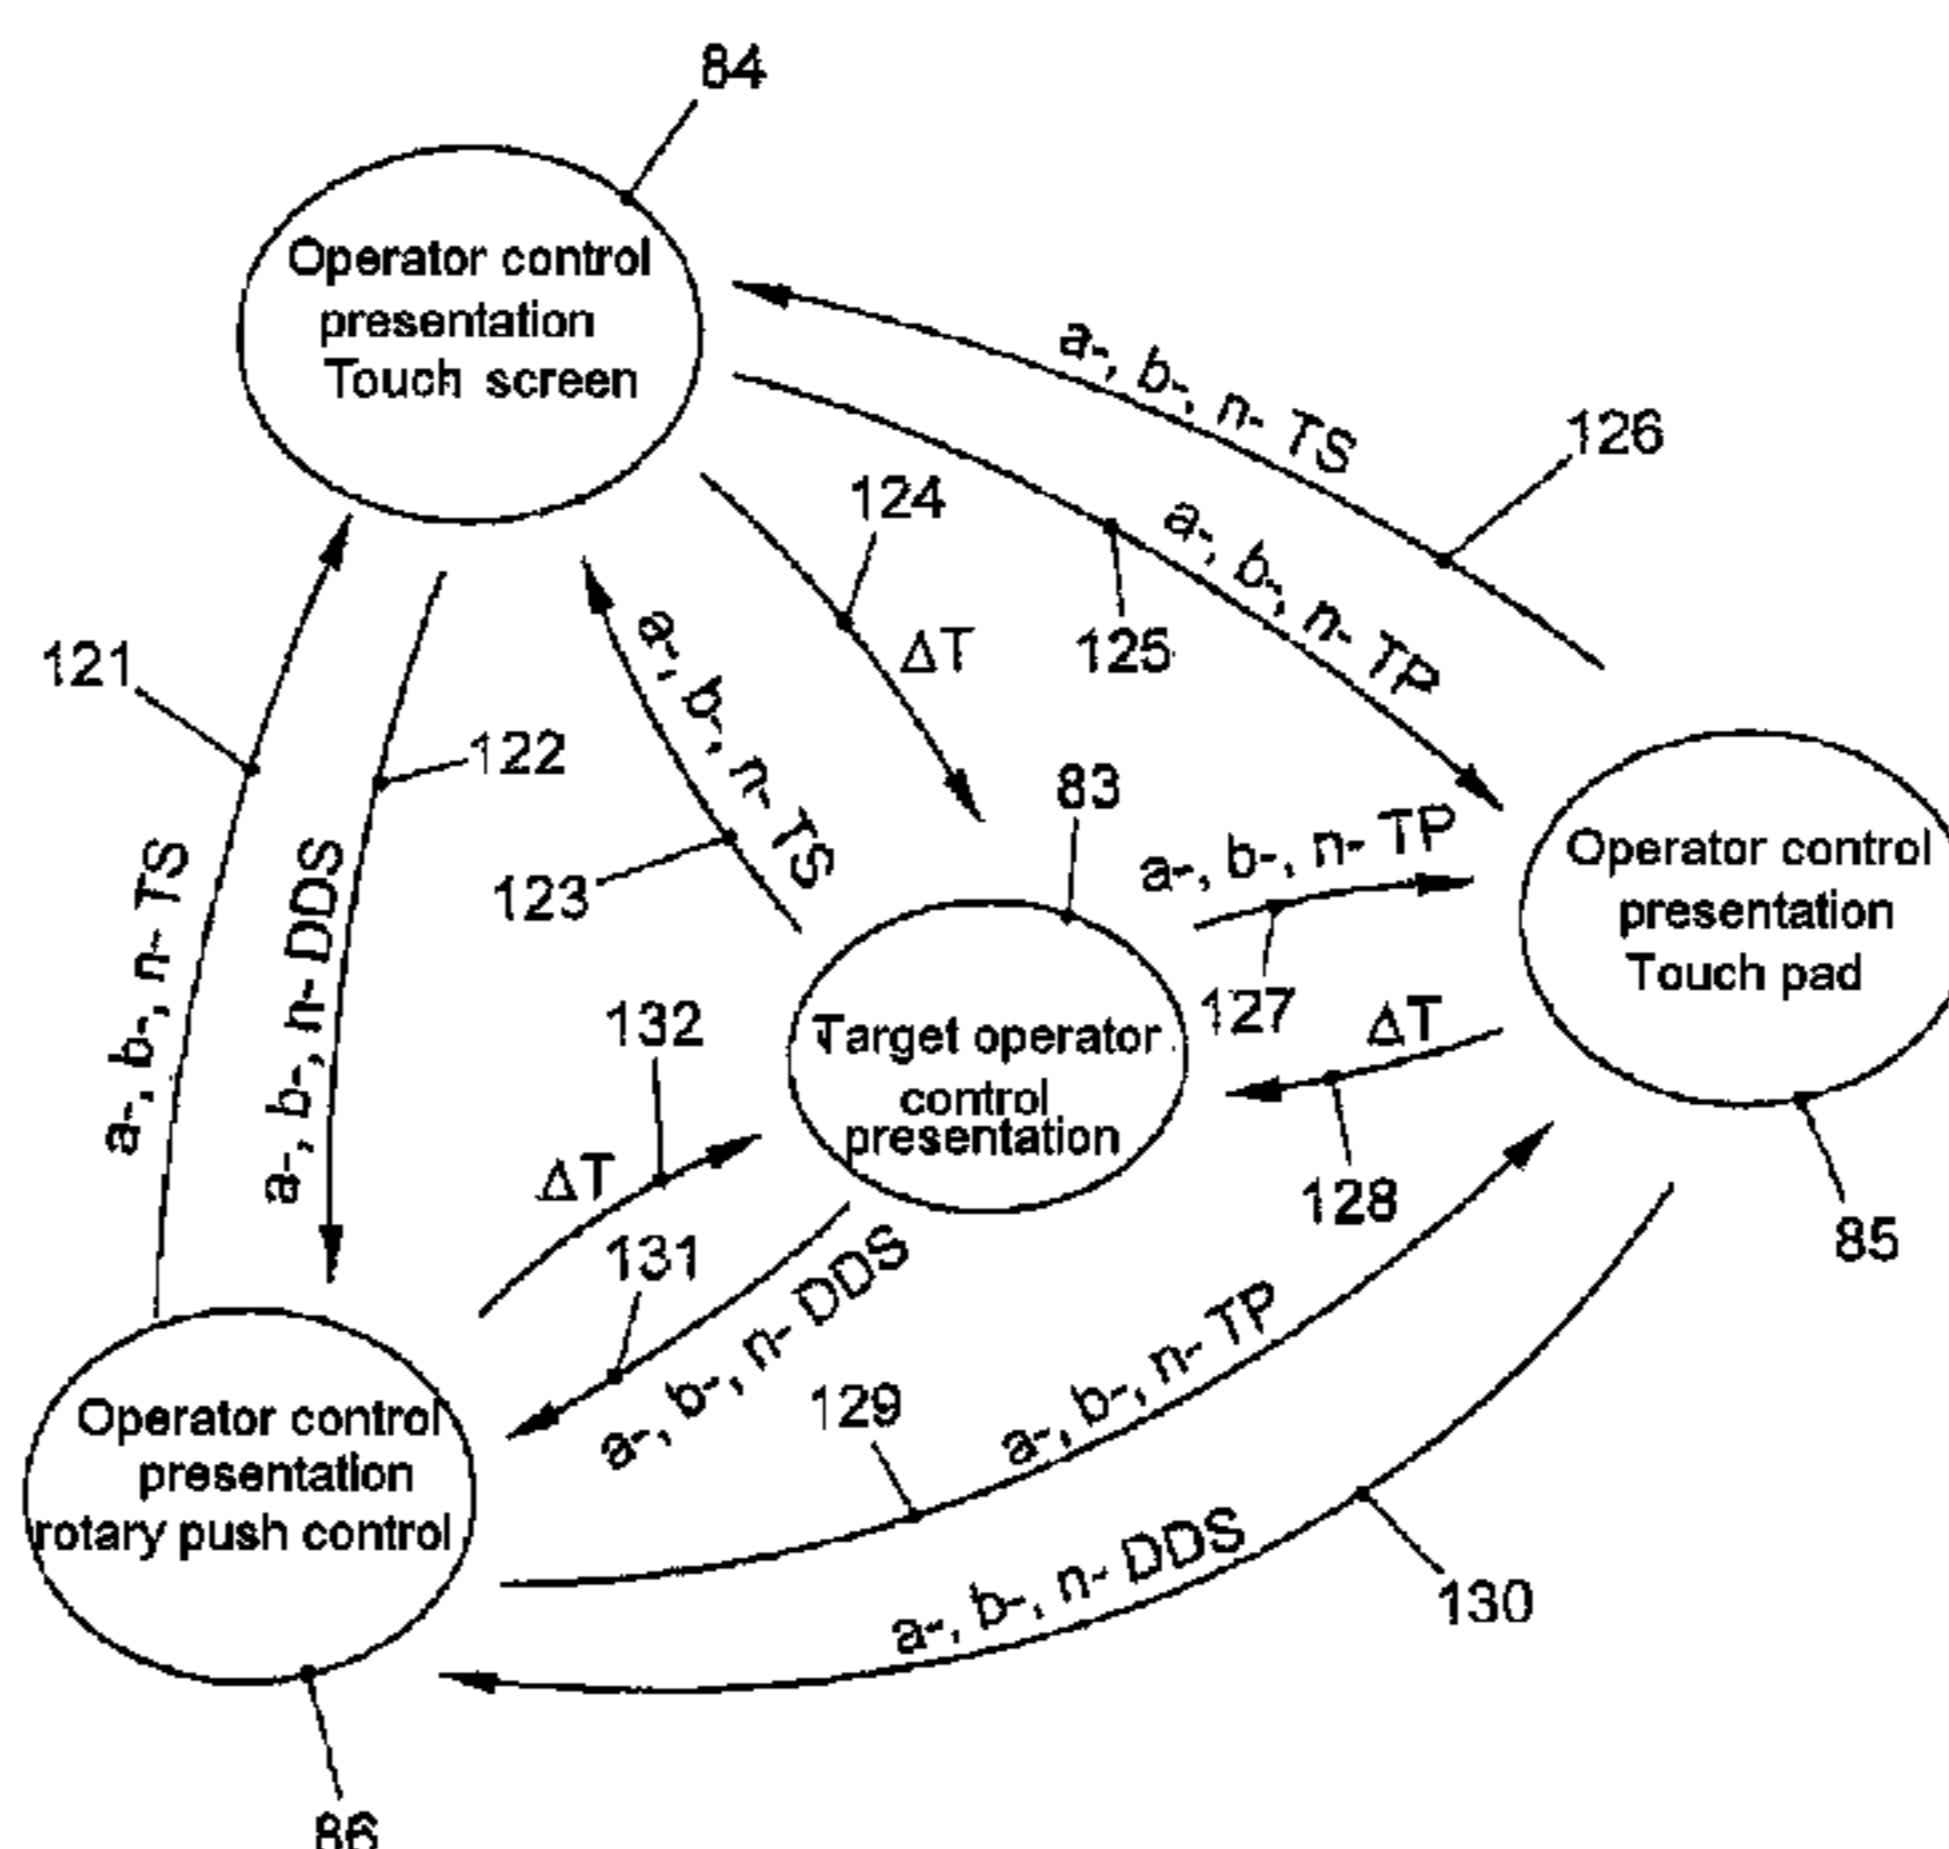 84
Operator control
presentation
Touch screen
a-, b-, n- TS
126
124
a-, b-, n- TP
ΔT
125
121
a-, b-, n- TS
122
83
123
a-, b-, n- TP
127
Operator control
presentation
Touch pad
a-, b-, n- TS
a-, b-, n- DDS
132
Target operator
control
presentation
ΔT
128
85
ΔT
131
a-, b-, n- DDS
129
a-, b-, n- TP
Operator control
presentation
rotary push control
a-, b-, n- DDS
130
86